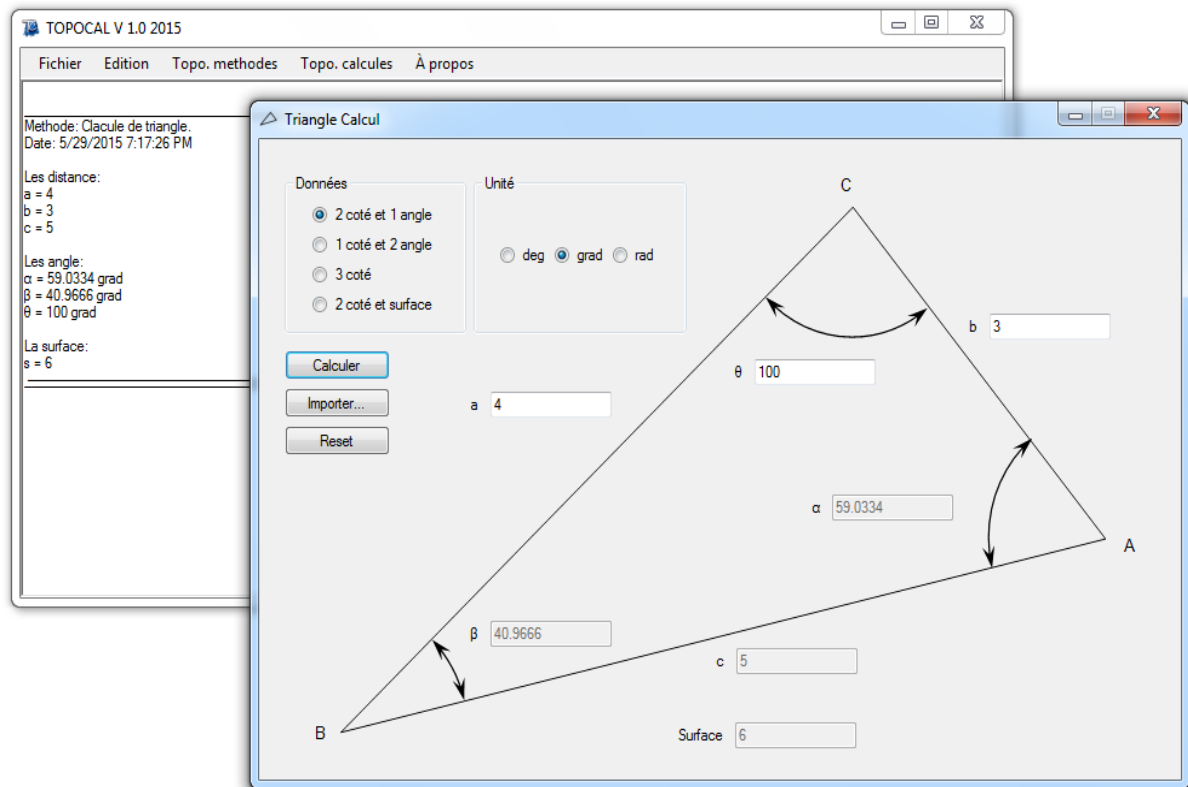 TOPOCAL V 1.0 2015
Fichier Edition Topo. methodes Topo. calcules À propos
Methode: Clacule de triangle.
Date: 5/29/2015 7:17:26 PM
Les distance:
a = 4
b = 3
c = 5
Les angle:
α = 59.0334 grad
β = 40.9666 grad
θ = 100 grad
La surface:
s = 6
Triangle Calcul
Données
2 coté et 1 angle
1 coté et 2 angle
3 coté
2 coté et surface
Unité
deg grad rad
Calculer
Importer...
Reset
C
b 3
θ 100
a 4
α 59.0334
A
β 40.9666
c 5
B
Surface 6